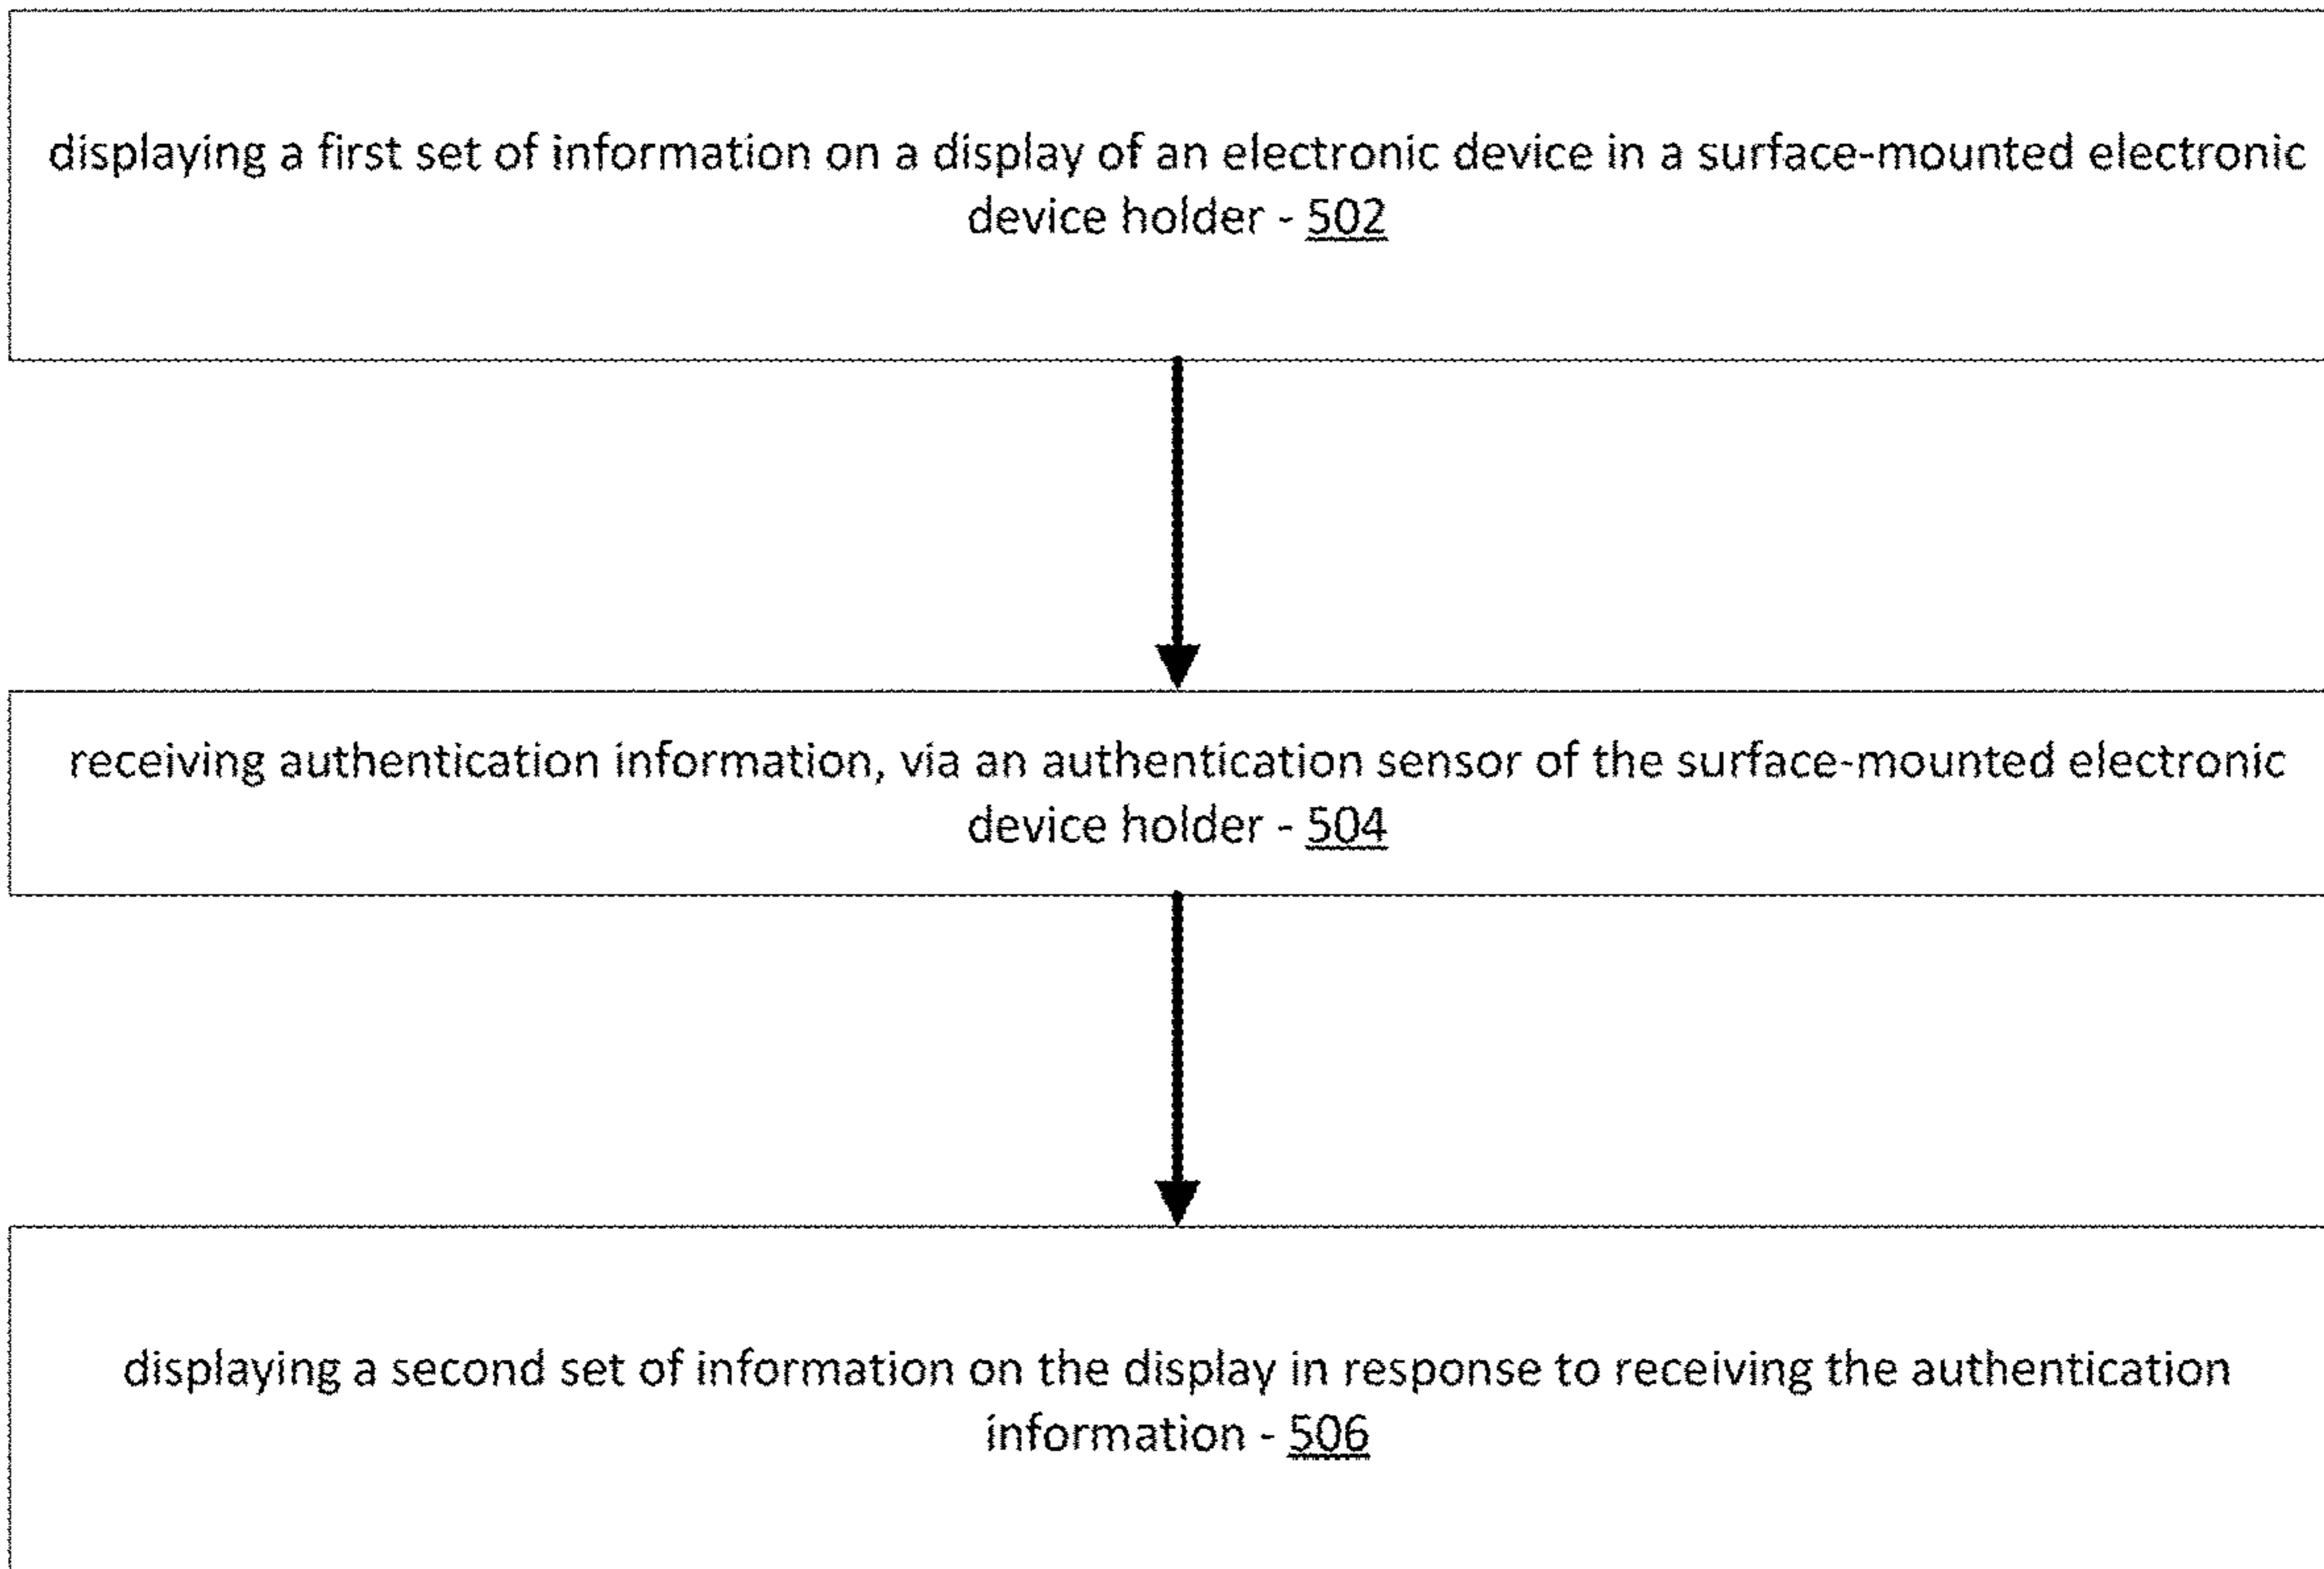 displaying a first set of information on a display of an electronic device in a surface-mounted electronic
device holder - 502
receiving authentication information, via an authentication sensor of the surface-mounted electronic
device holder - 504
displaying a second set of information on the display in response to receiving the authentication
information - 506